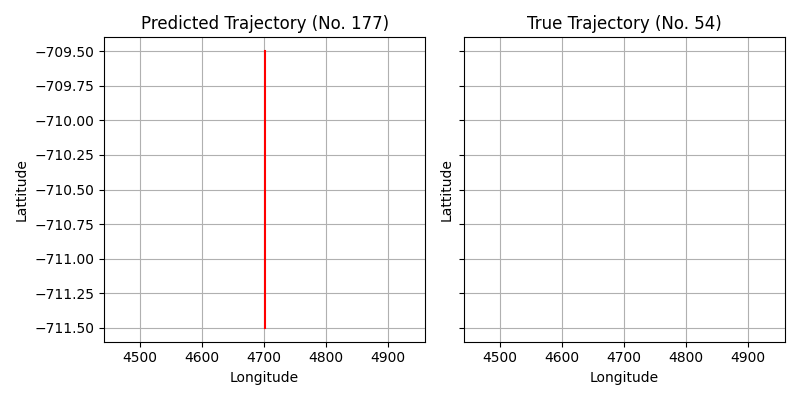 Predicted Trajectory (No. 177)
True Trajectory (No. 54)
Lattitude
−709.50
−709.75
−710.00
−710.25
−710.50
−710.75
−711.00
−711.25
−711.50
4500 4600 4700 4800 4900
Longitude
Lattitude
4500 4600 4700 4800 4900
Longitude